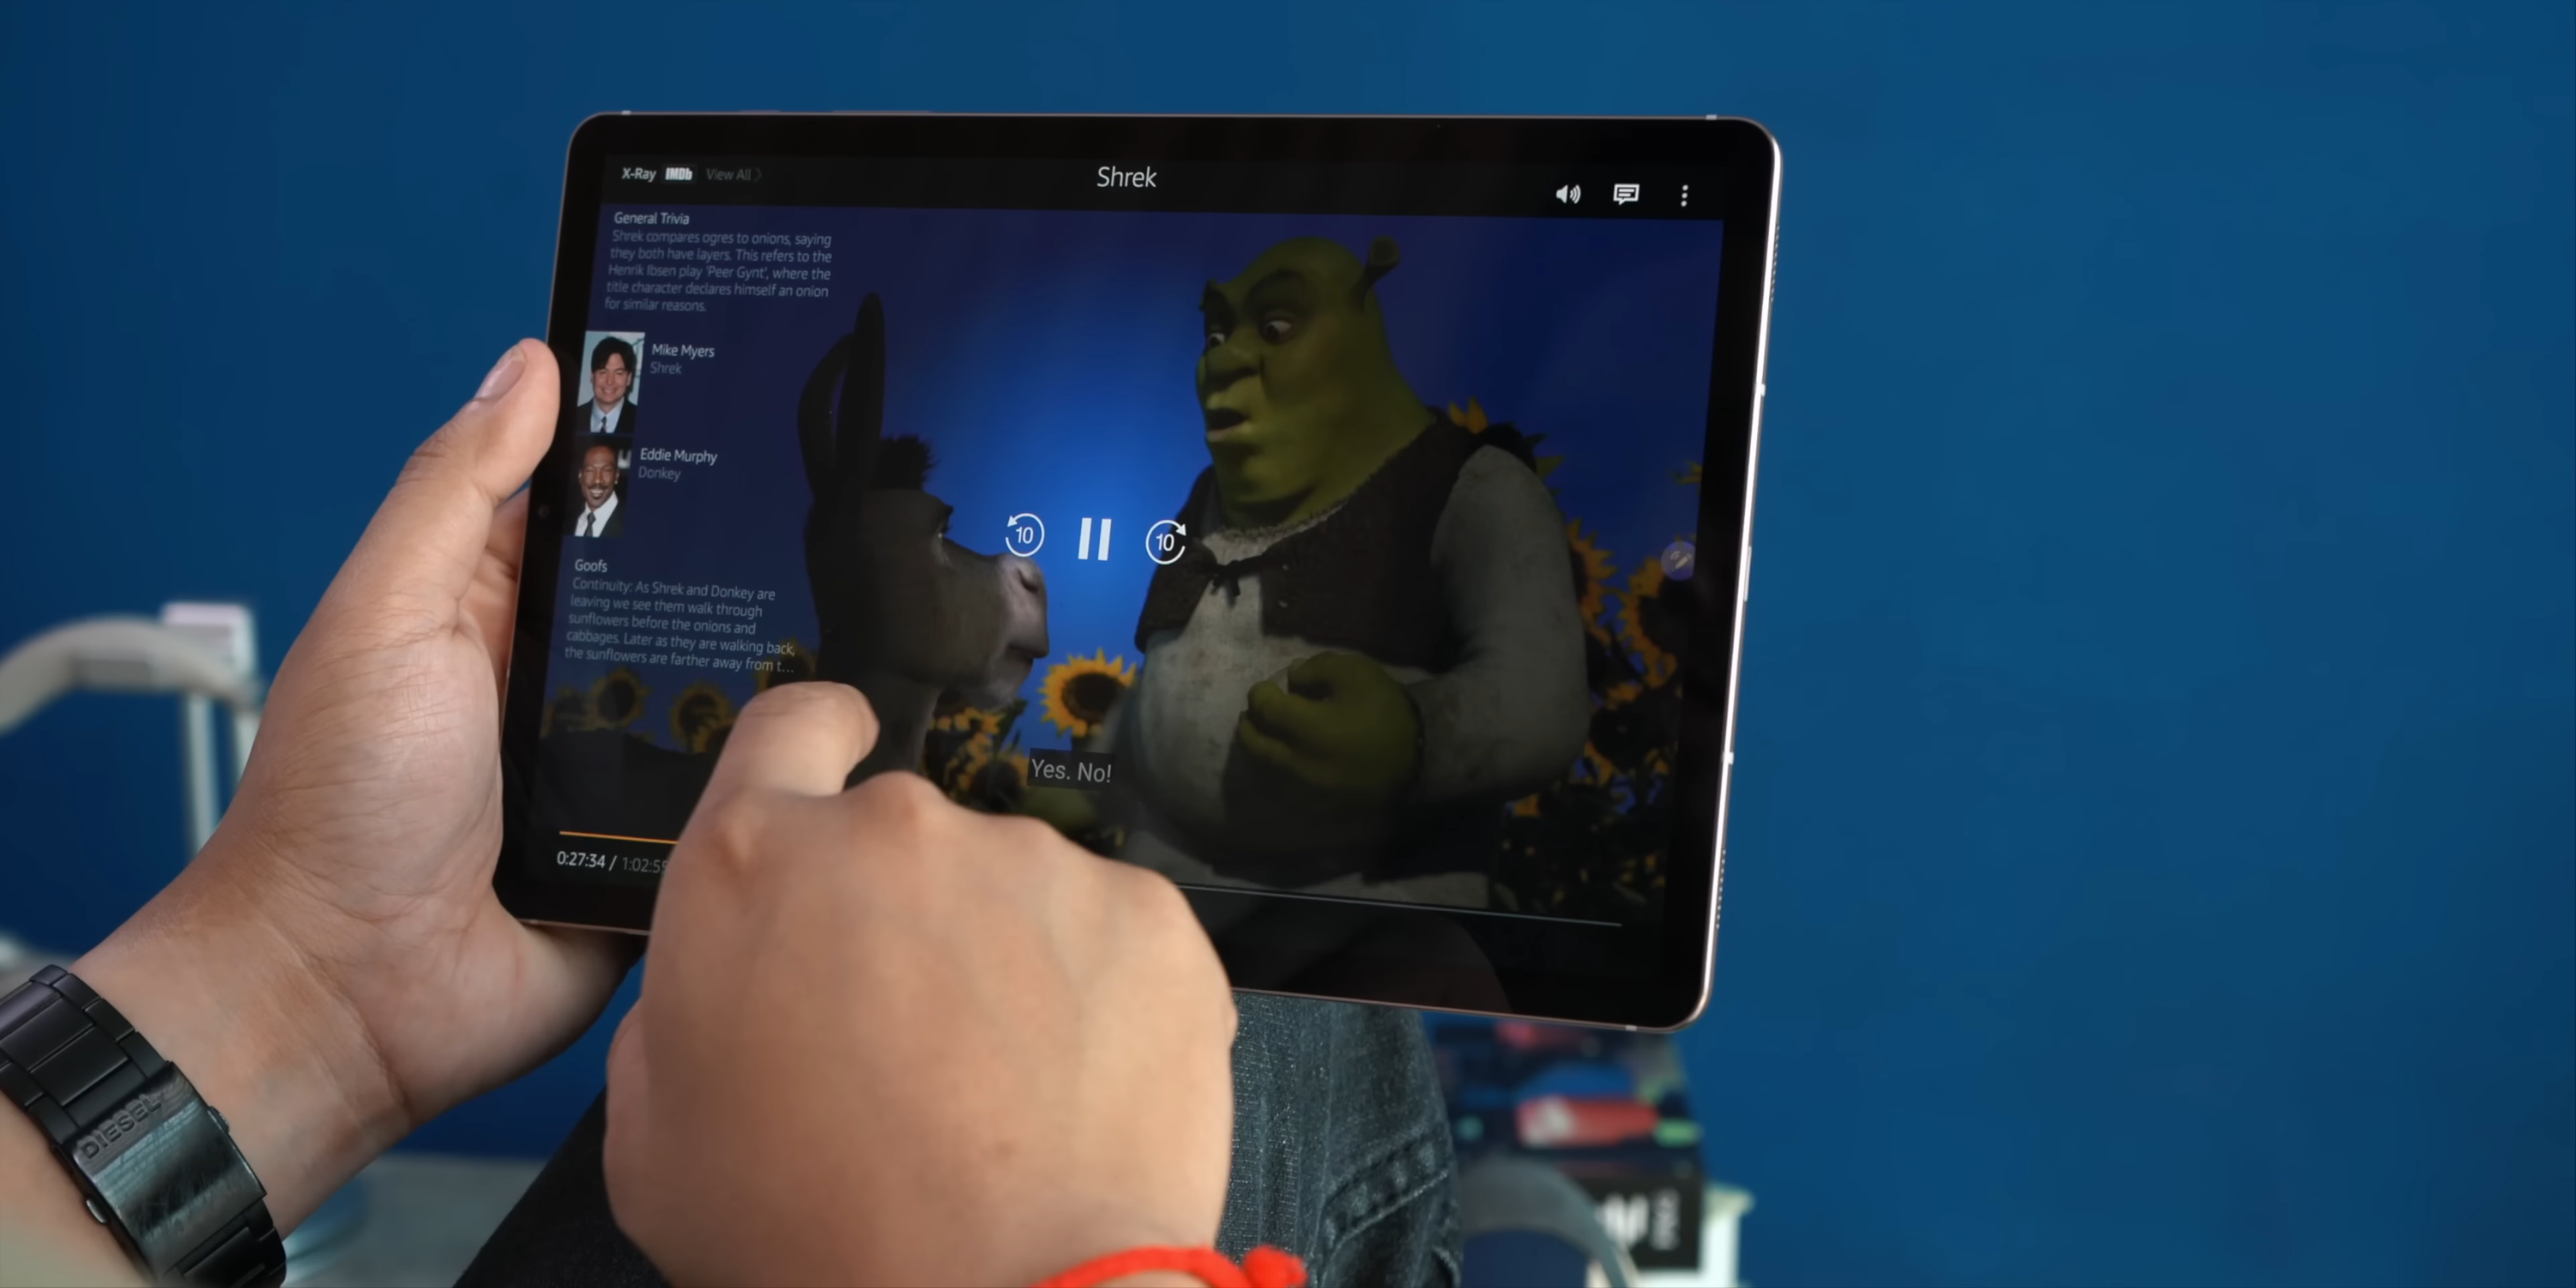 X-Ray IMDb View All
Shrek
General Trivia
Shrek compares ogres to onions, saying
they both have layers. This refers to the
Henrik Ibsen play 'Peer Gynt', where the
title character declares himself an onion
for similar reasons.
Mike Myers
Shrek
Eddie Murphy
Donkey
10
10
Goofs
Continuity: As Shrek and Donkey are
leaving we see them walk through
sunflowers before the onions and
cabbages. Later as they are walking back,
the sunflowers are farther away from t...
Yes. No!
0:27:34 / 1:02:5
DIESEL